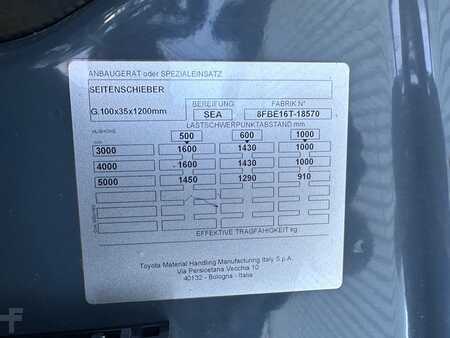 ANBAUGERÄT oder SPEZIALEINSATZ
SEITENSCHIEBER
G.100x35x1200mm
BEREIFUNG FABRIK N°
SEA 8FBE16T-18570
LASTSCHWERPUNKTABSTAND mm
HUBHÖHE 500 600 1000
mm
3000 1600 1430 1000
4000 1600 1430 1000
5000 1450 1290 910
EFFEKTIVE TRAGFÄHIGKEIT kg
Toyota Material Handling Manufacturing Italy S.p.A.
Via Persicetana Vecchia 10
40132 - Bologna - Italia
F